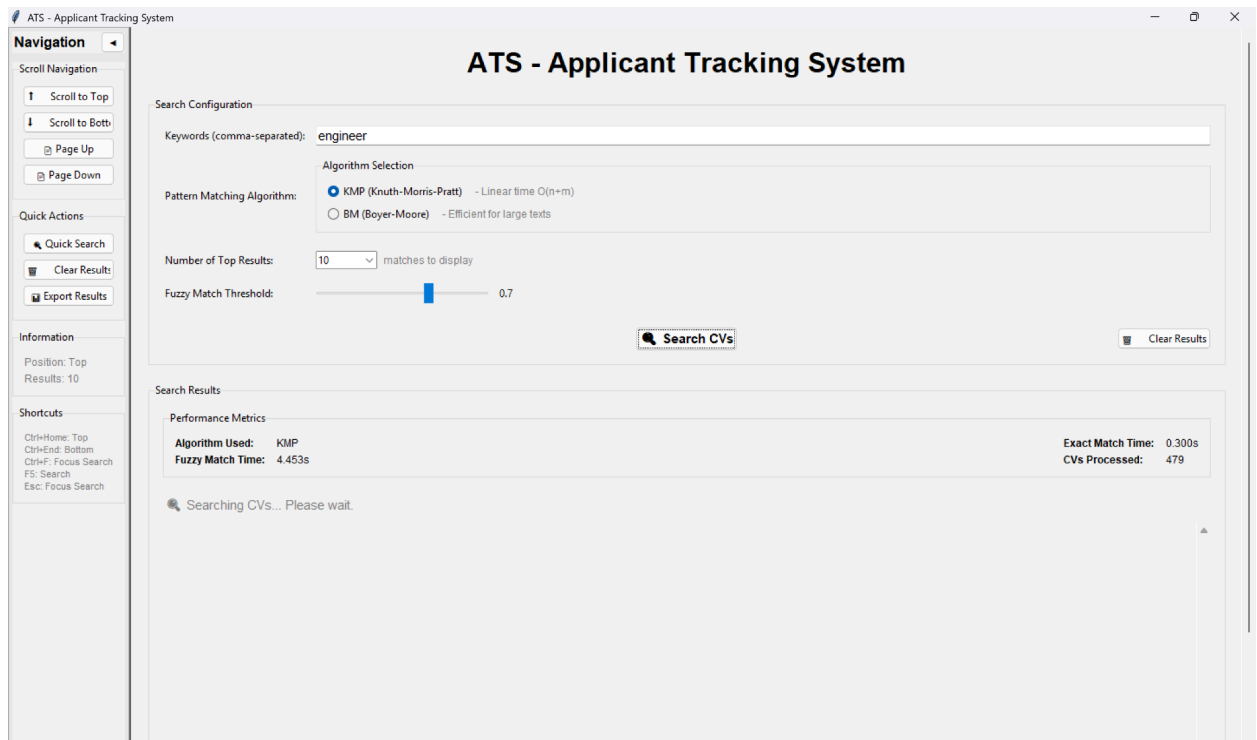 ATS - Applicant Tracking System
Navigation
Scroll Navigation
Scroll to Top
Scroll to Botto
Page Up
Page Down
Quick Actions
Quick Search
Clear Results
Export Results
Information
Position: Top
Results: 10
Shortcuts
Ctrl+Home: Top
Ctrl+End: Bottom
Ctrl+F: Focus Search
F5: Search
Esc: Focus Search
ATS - Applicant Tracking System
Search Configuration
Keywords (comma-separated): engineer
Algorithm Selection
Pattern Matching Algorithm:
KMP (Knuth-Morris-Pratt) - Linear time O(n+m)
BM (Boyer-Moore) - Efficient for large texts
Number of Top Results: 10 matches to display
Fuzzy Match Threshold: 0.7
Search CVs
Clear Results
Search Results
Performance Metrics
Algorithm Used: KMP Exact Match Time: 0.300s
Fuzzy Match Time: 4.453s CVs Processed: 479
Searching CVs... Please wait.